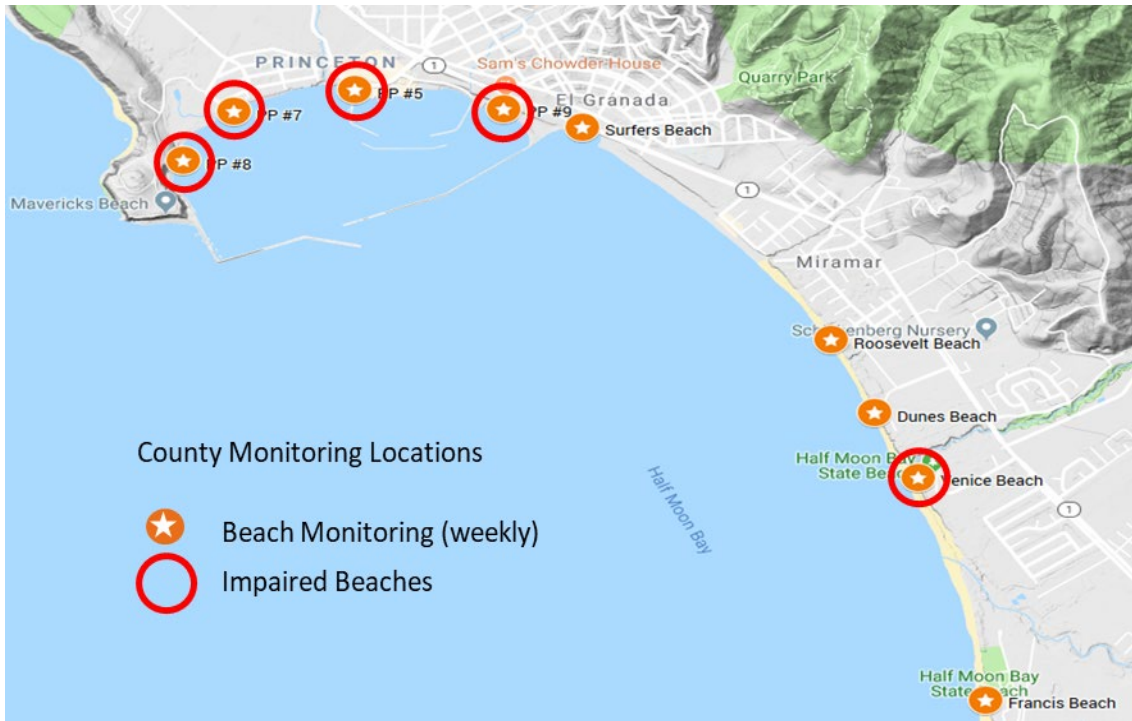 PRINCETON
1
Sam's Chowder House
Quarry Park
PP #5
PP #9
El Granada
PP #7
Surfers Beach
PP #8
Mavericks Beach
1
Miramar
Nursery
Roosevelt Beach
Dunes Beach
County Monitoring Locations
Half Moon Bay
State
Venice Beach
Half Moon Bay
1
Beach Monitoring (weekly)
Impaired Beaches
Half Moon Bay
State Beach
Francis Beach